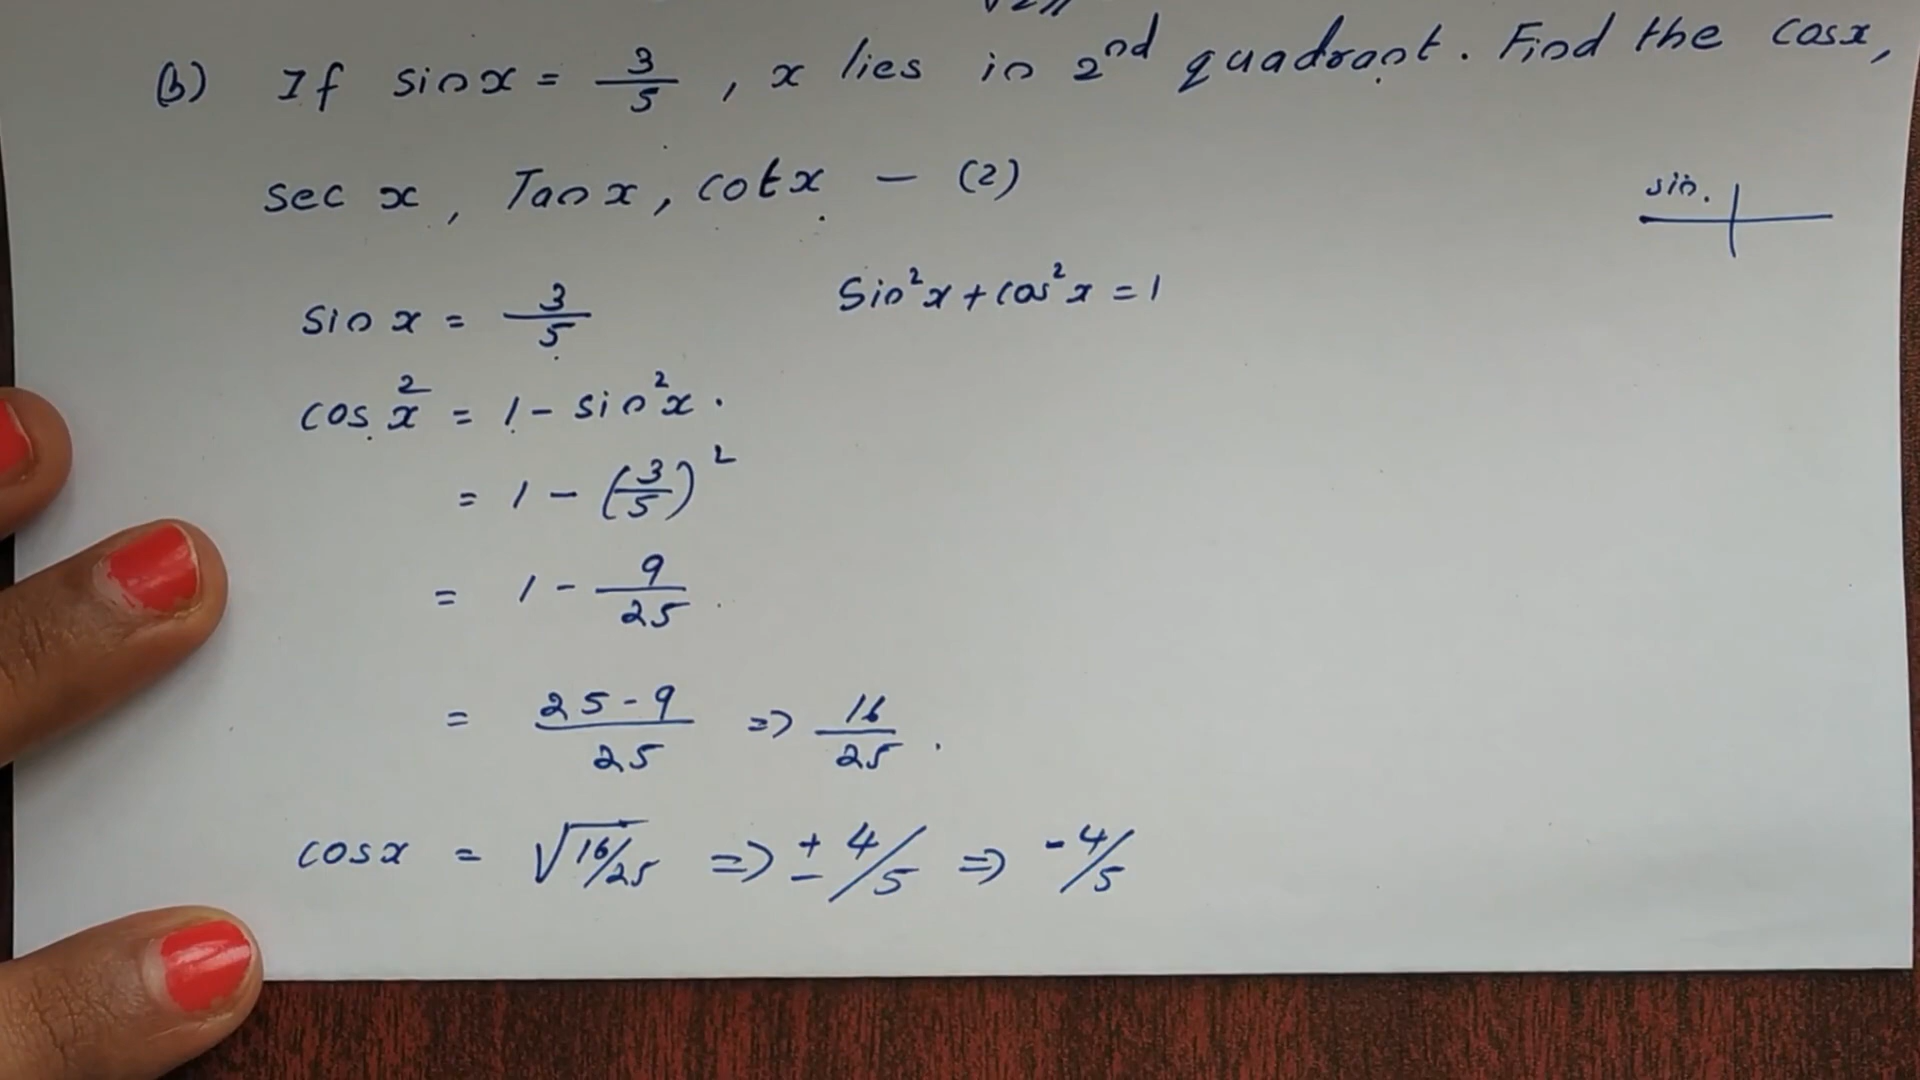 (b) If sin x = 3/5, x lies in 2nd quadrant. Find the cosx,
sec x, Tan x, cot x – (2)
sin.
sin x = 3/5
Sin²x + cos²x = 1
cos²x = 1 - sin²x.
= 1 - (3/5)²
= 1 - 9/25
= 25-9/25 => 16/25.
cosx = √16/25 => ± 4/5 => -4/5